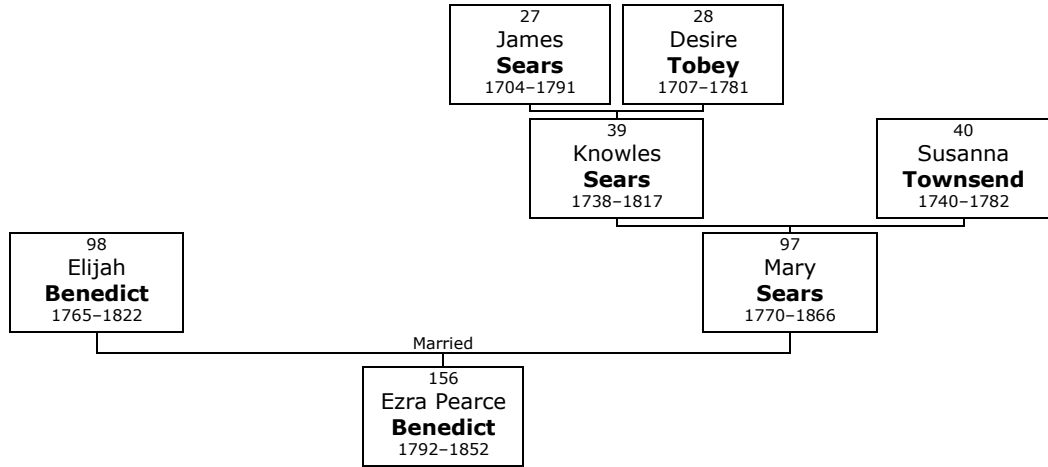 27
James
Sears
1704–1791
28
Desire
Tobey
1707–1781
39
Knowles
Sears
1738–1817
40
Susanna
Townsend
1740–1782
98
Elijah
Benedict
1765–1822
97
Mary
Sears
1770–1866
Married
156
Ezra Pearce
Benedict
1792–1852